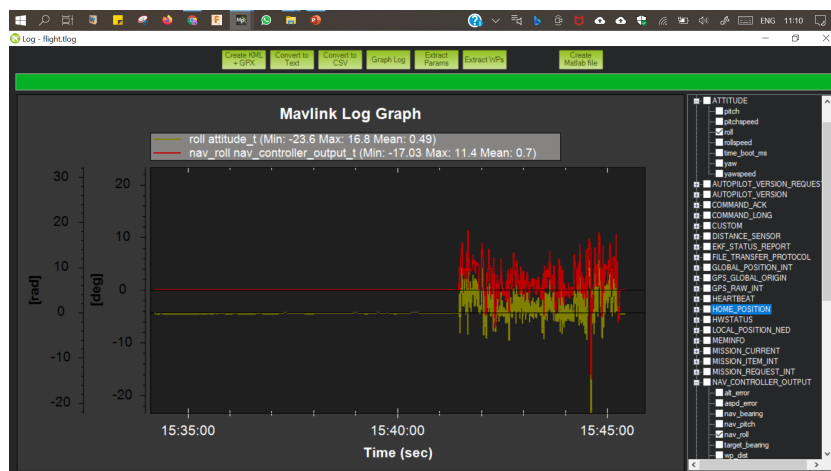 ENG 11:10
Log - flight.tlog
Create KML + GPX
Convert to Text
Convert to CSV
Graph Log
Extract Params
Extract WPs
Create Matlab file
Mavlink Log Graph
roll attitude_t (Min: -23.6 Max: 16.8 Mean: 0.49)
nav_roll nav_controller_output_t (Min: -17.03 Max: 11.4 Mean: 0.7)
30
20
10
0
-10
-20
[rad]
20
10
0
-10
-20
[deg]
15:35:00 15:40:00 15:45:00
Time (sec)
ATTITUDE
pitch
pitchspeed
roll
rollspeed
time_boot_ms
yaw
yawspeed
AUTOPILOT_VERSION_REQUES
AUTOPILOT_VERSION
COMMAND_ACK
COMMAND_LONG
CUSTOM
DISTANCE_SENSOR
EKF_STATUS_REPORT
FILE_TRANSFER_PROTOCOL
GLOBAL_POSITION_INT
GPS_GLOBAL_ORIGIN
GPS_RAW_INT
HEARTBEAT
HOME_POSITION
HWSTATUS
LOCAL_POSITION_NED
MEMINFO
MISSION_CURRENT
MISSION_ITEM_INT
MISSION_REQUEST_INT
NAV_CONTROLLER_OUTPUT
alt_error
aspd_error
nav_bearing
nav_pitch
nav_roll
target_bearing
wp_dist